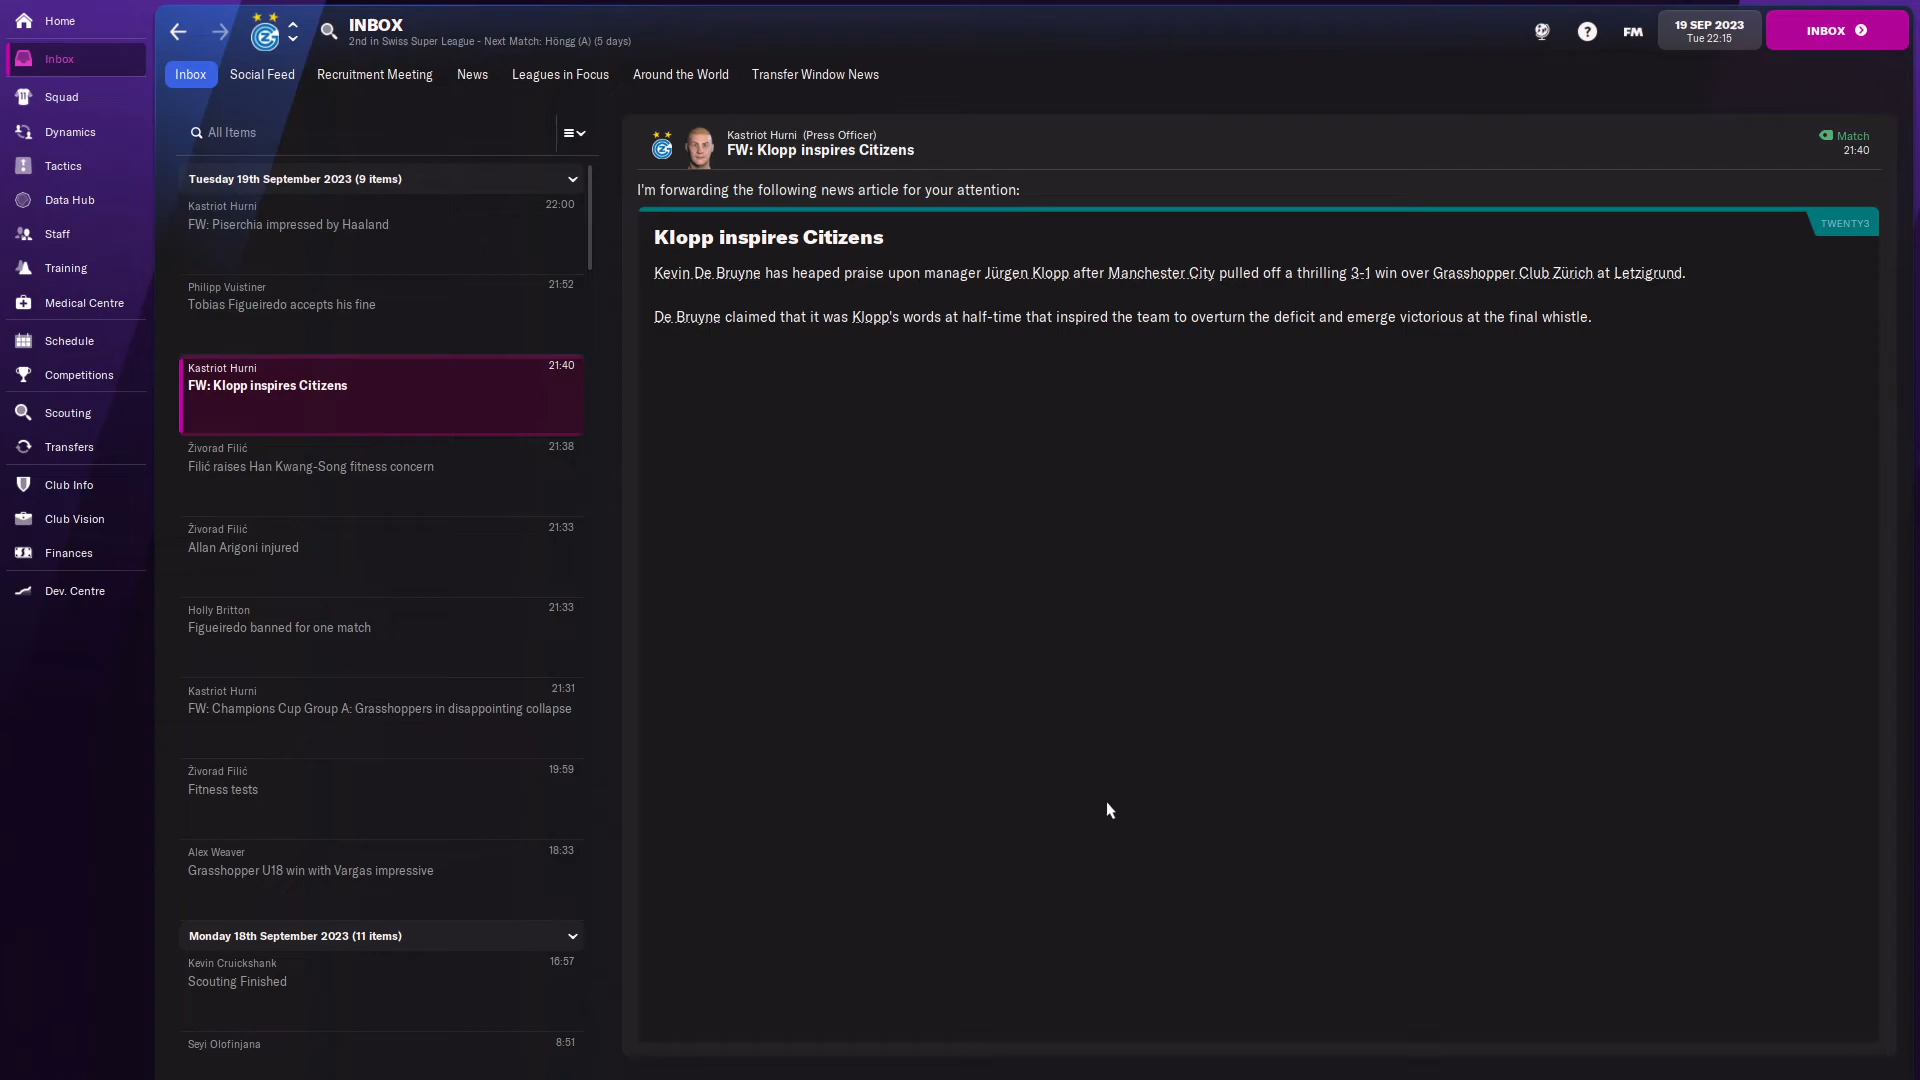 Home
Inbox
Squad
Dynamics
Tactics
Data Hub
Staff
Training
Medical Centre
Schedule
Competitions
Scouting
Transfers
Club Info
Club Vision
Finances
Dev. Centre
INBOX
2nd in Swiss Super League - Next Match: Höngg (A) (5 days)
FM
19 SEP 2023
Tue 22:15
INBOX
Inbox
Social Feed
Recruitment Meeting
News
Leagues in Focus
Around the World
Transfer Window News
All Items
Tuesday 19th September 2023 (9 items)
Kastriot Hurni 22:00
FW: Piserchia impressed by Haaland
Philipp Vuistiner 21:52
Tobias Figueiredo accepts his fine
Kastriot Hurni 21:40
FW: Klopp inspires Citizens
Živorad Filić 21:38
Filić raises Han Kwang-Song fitness concern
Živorad Filić 21:33
Allan Arigoni injured
Holly Britton 21:33
Figueiredo banned for one match
Kastriot Hurni 21:31
FW: Champions Cup Group A: Grasshoppers in disappointing collapse
Živorad Filić 19:59
Fitness tests
Alex Weaver 18:33
Grasshopper U18 win with Vargas impressive
Monday 18th September 2023 (11 items)
Kevin Cruickshank 16:57
Scouting Finished
Seyi Olofinjana 8:51
Kastriot Hurni (Press Officer)
FW: Klopp inspires Citizens
Match
21:40
I'm forwarding the following news article for your attention:
TWENTY3
Klopp inspires Citizens
Kevin De Bruyne has heaped praise upon manager Jürgen Klopp after Manchester City pulled off a thrilling 3-1 win over Grasshopper Club Zürich at Letzigrund.
De Bruyne claimed that it was Klopp's words at half-time that inspired the team to overturn the deficit and emerge victorious at the final whistle.